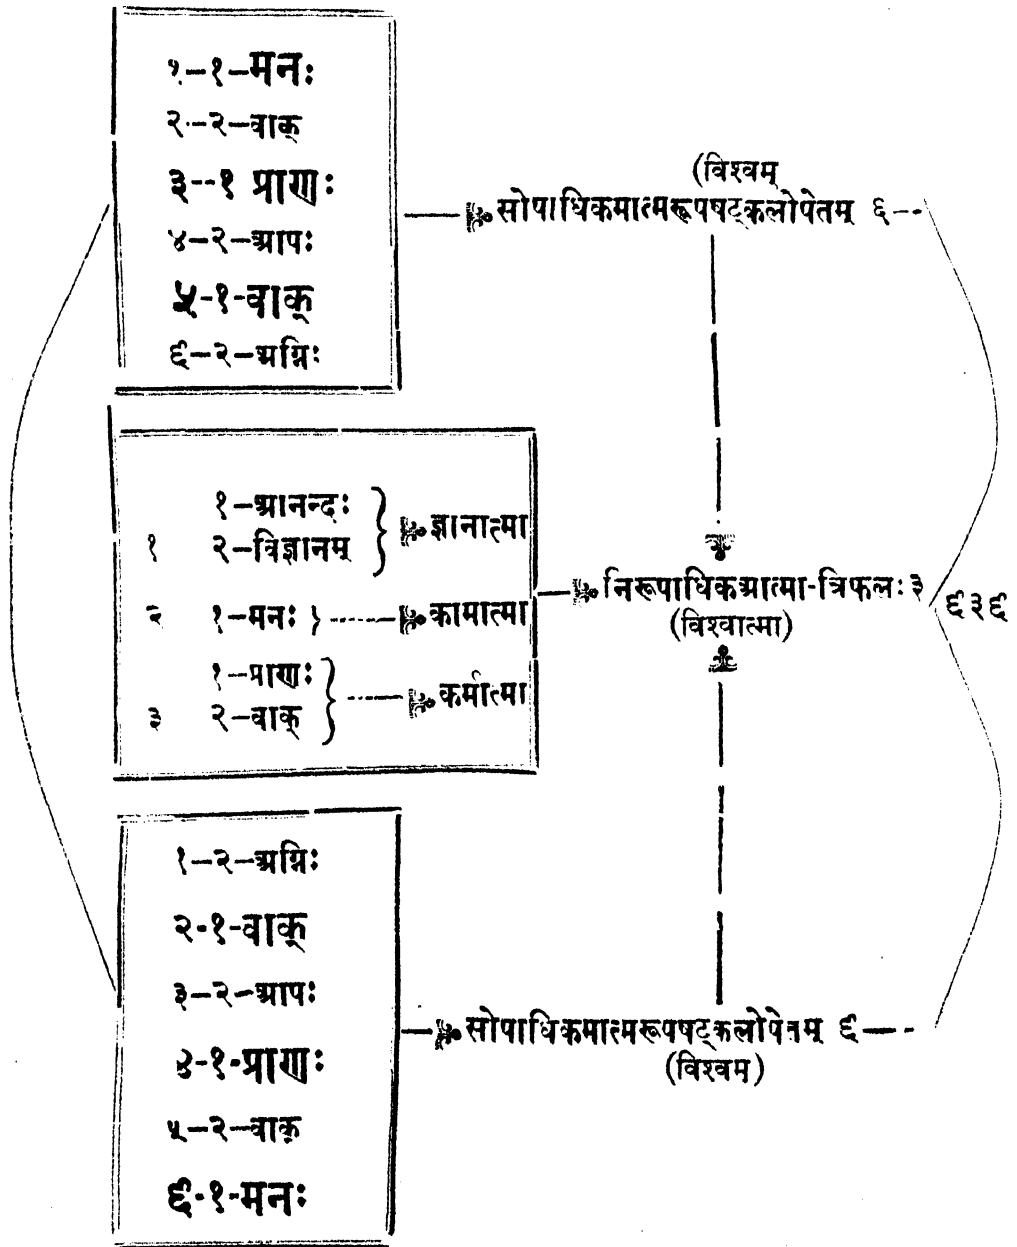 १–१–मनः
२–२–वाक्
३--१ प्राणः
४–२–आपः
५-१-वाक्
६–२–अग्निः
(विश्वम्
सोपाधिकमात्मरूपषट्कलोपेतम् ६--
१–आनन्दः
१ २–विज्ञानम्
ज्ञानात्मा
२ १–मनः
कामात्मा
१–प्राणः
३ २–वाक्
कर्मात्मा
निरूपाधिकआत्मा-त्रिफलः ३
(विश्वात्मा)
६३६
१–२–अग्निः
२-१-वाक्
३–२–आपः
४-१-प्राणः
५–२–वाक्
६-१-मनः
सोपाधिकमात्मरूपषट्कलोपेतम् ६—-
(विश्वम्)